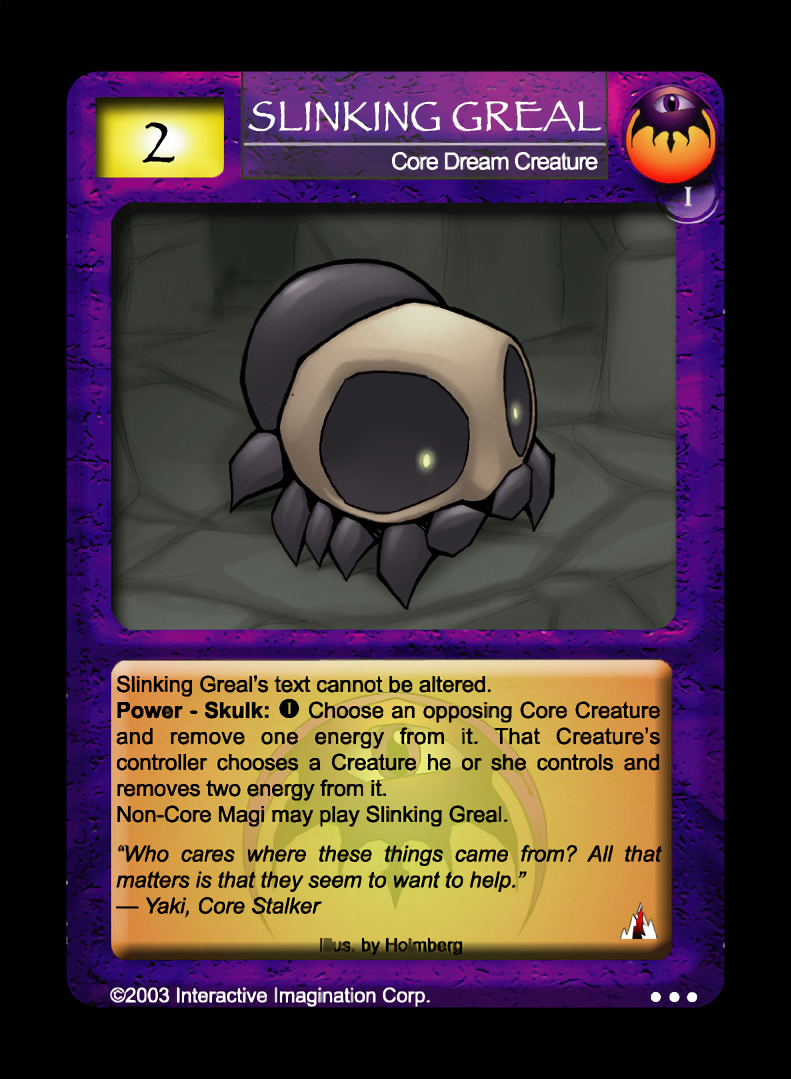 2
SLINKING GREAL
Core Dream Creature
I
Slinking Greal's text cannot be altered.
Power - Skulk: 1 Choose an opposing Core Creature
and remove one energy from it. That Creature's
controller chooses a Creature he or she controls and
removes two energy from it.
Non-Core Magi may play Slinking Greal.
"Who cares where these things came from? All that
matters is that they seem to want to help."
— Yaki, Core Stalker
Illus. by Holmberg
©2003 Interactive Imagination Corp.